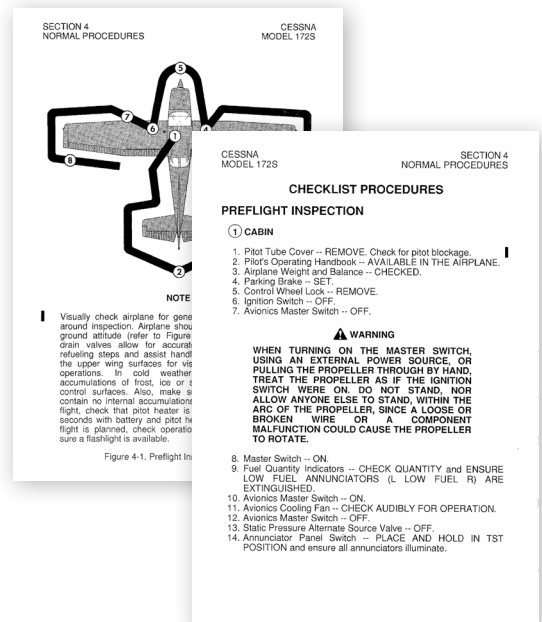 SECTION 4
NORMAL PROCEDURES
CESSNA
MODEL 172S
5
7
6
1
4
8
2
NOTE
Visually check airplane for gene
around inspection. Airplane shou
ground attitude (refer to Figure
drain valves allow for accurat
refueling steps and assist handl
the upper wing surfaces for vis
operations. In cold weather
accumulations of frost, ice or s
control surfaces. Also, make s
contain no internal accumulations
flight, check that pitot heater is
seconds with battery and pitot he
flight is planned, check operatio
sure a flashlight is available.
Figure 4-1. Preflight In
CESSNA
MODEL 172S
SECTION 4
NORMAL PROCEDURES
CHECKLIST PROCEDURES
PREFLIGHT INSPECTION
1 CABIN
1. Pitot Tube Cover -- REMOVE. Check for pitot blockage.
2. Pilot's Operating Handbook -- AVAILABLE IN THE AIRPLANE.
3. Airplane Weight and Balance -- CHECKED.
4. Parking Brake -- SET.
5. Control Wheel Lock -- REMOVE.
6. Ignition Switch -- OFF.
7. Avionics Master Switch -- OFF.
WARNING
WHEN TURNING ON THE MASTER SWITCH,
USING AN EXTERNAL POWER SOURCE, OR
PULLING THE PROPELLER THROUGH BY HAND,
TREAT THE PROPELLER AS IF THE IGNITION
SWITCH WERE ON. DO NOT STAND, NOR
ALLOW ANYONE ELSE TO STAND, WITHIN THE
ARC OF THE PROPELLER, SINCE A LOOSE OR
BROKEN WIRE OR A COMPONENT
MALFUNCTION COULD CAUSE THE PROPELLER
TO ROTATE.
8. Master Switch -- ON.
9. Fuel Quantity Indicators -- CHECK QUANTITY and ENSURE
LOW FUEL ANNUNCIATORS (L LOW FUEL R) ARE
EXTINGUISHED.
10. Avionics Master Switch -- ON.
11. Avionics Cooling Fan -- CHECK AUDIBLY FOR OPERATION.
12. Avionics Master Switch -- OFF.
13. Static Pressure Alternate Source Valve -- OFF.
14. Annunciator Panel Switch -- PLACE AND HOLD IN TST
POSITION and ensure all annunciators illuminate.